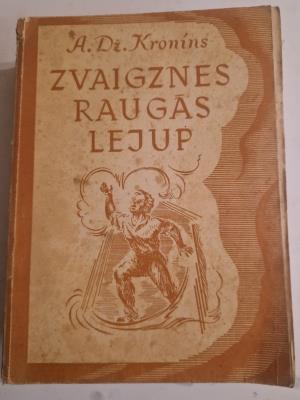 A. Dž. Kronins
ZVAIGZNES
RAUGĀS
LEJUP